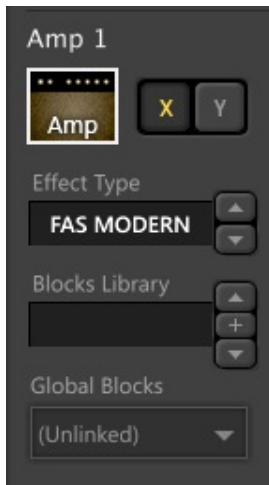 Amp 1
Amp
X Y
Effect Type
FAS MODERN
Blocks Library
+
Global Blocks
(Unlinked)